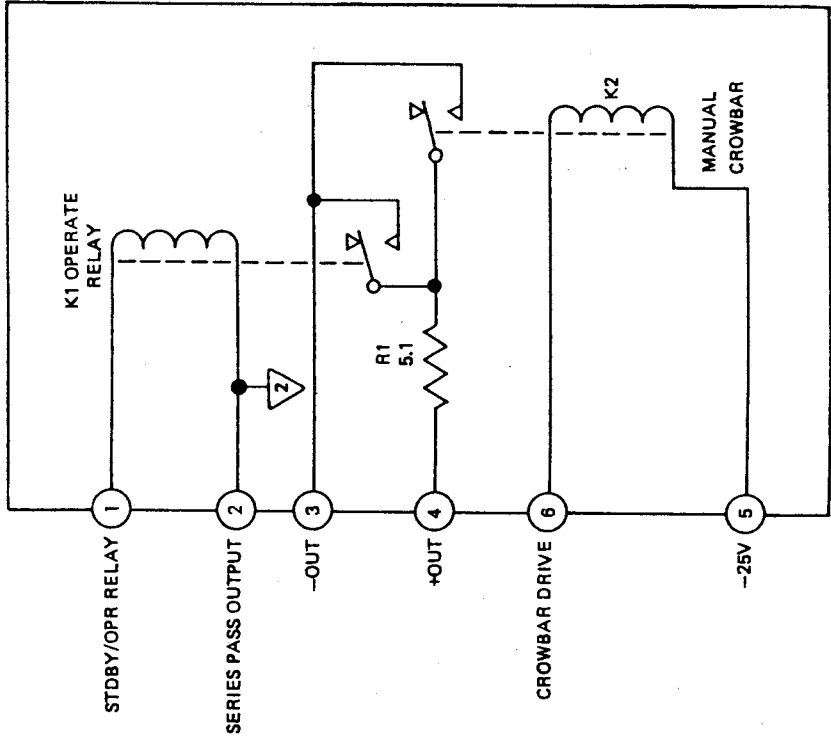 STDBY/OPR RELAY
1
SERIES PASS OUTPUT
2
–OUT
3
+OUT
4
CROWBAR DRIVE
6
–25V
5
K1 OPERATE
RELAY
2
R1
5.1
K2
MANUAL
CROWBAR